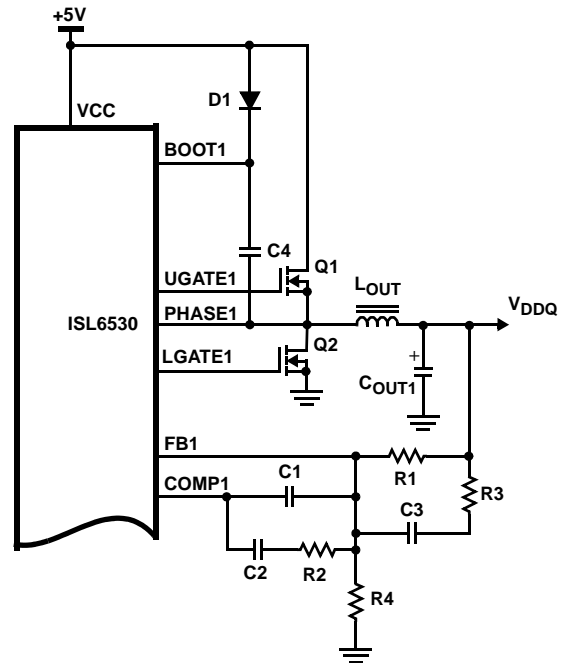 +5V
VCC
D1
BOOT1
C4
Q1
UGATE1
LOUT
VDDQ
PHASE1
ISL6530
Q2
LGATE1
+
COUT1
FB1
R1
COMP1
C1
R3
C3
C2
R2
R4